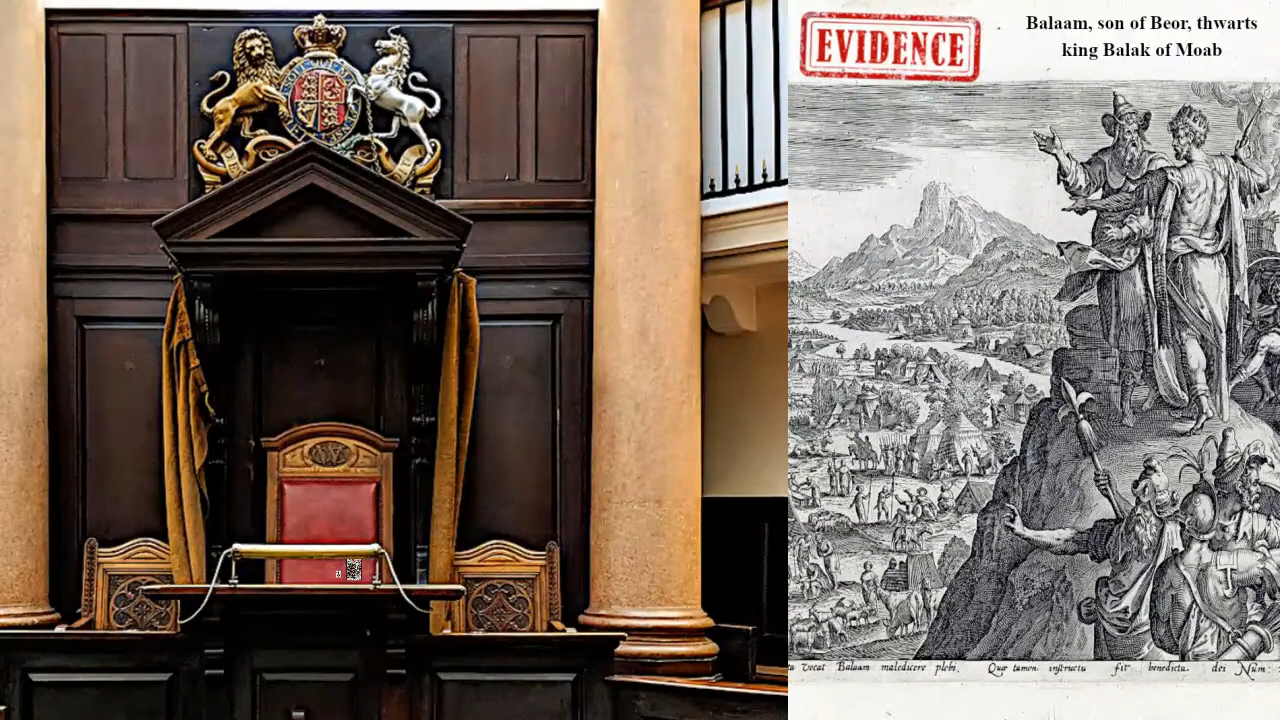 EVIDENCE
Balaam, son of Beor, thwarts
king Balak of Moab
vocat Balaam maledicere plebi. Quæ tamen instructu fit benedicta dei Num: